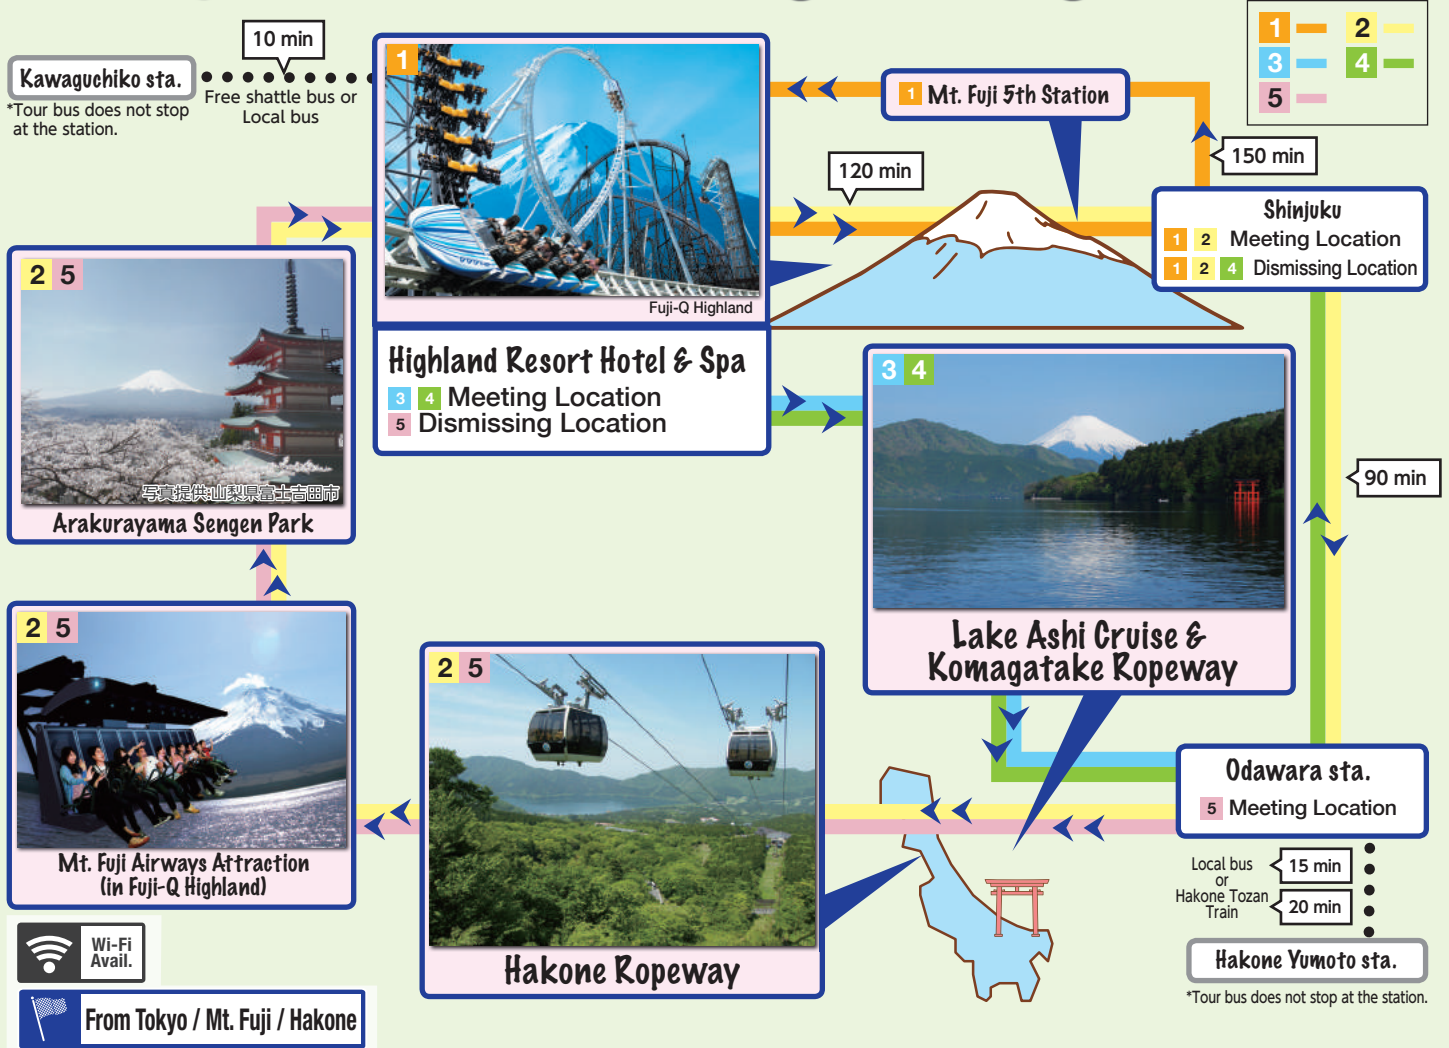 10 min
Kawaguchiko sta.
*Tour bus does not stop
at the station.
Free shattle bus or
Local bus
1
Fuji-Q Highland
Highland Resort Hotel & Spa
3 4 Meeting Location
5 Dismissing Location
1 Mt. Fuji 5th Station
120 min
150 min
1 2
3 4
5
Shinjuku
1 2 Meeting Location
1 2 4 Dismissing Location
2 5
写真提供:山梨県富士吉田市
Arakurayama Sengen Park
3 4
Lake Ashi Cruise &
Komagatake Ropeway
90 min
2 5
Mt. Fuji Airways Attraction
(in Fuji-Q Highland)
2 5
Hakone Ropeway
Odawara sta.
5 Meeting Location
Local bus
or
Hakone Tozan
Train
15 min
20 min
Hakone Yumoto sta.
*Tour bus does not stop at the station.
Wi-Fi
Avail.
From Tokyo / Mt. Fuji / Hakone